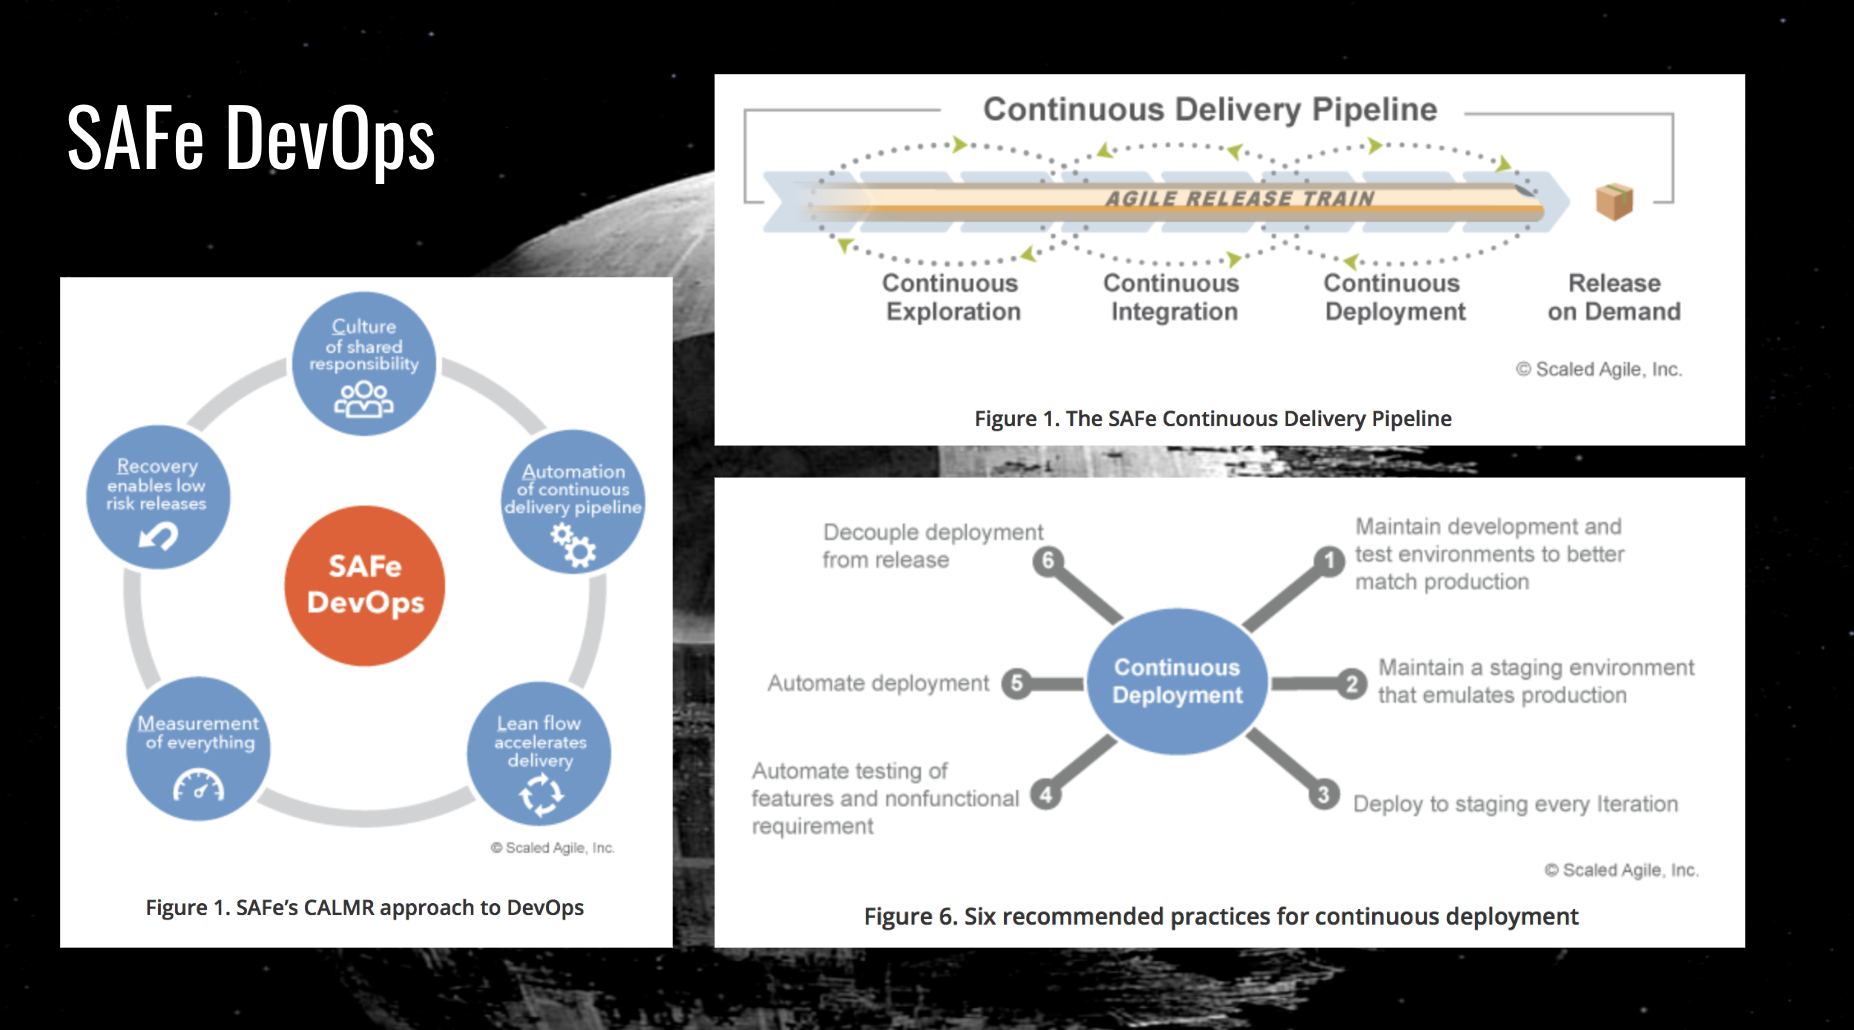 SAFe DevOps
Culture
of shared
responsibility
Automation
of continuous
delivery pipeline
Lean flow
accelerates
delivery
Measurement
of everything
Recovery
enables low
risk releases
SAFe
DevOps
© Scaled Agile, Inc.
Figure 1. SAFe’s CALMR approach to DevOps
Continuous Delivery Pipeline
AGILE RELEASE TRAIN
Continuous
Exploration
Continuous
Integration
Continuous
Deployment
Release
on Demand
© Scaled Agile, Inc.
Figure 1. The SAFe Continuous Delivery Pipeline
Continuous
Deployment
1
Maintain development and
test environments to better
match production
2
Maintain a staging environment
that emulates production
3
Deploy to staging every Iteration
4
Automate testing of
features and nonfunctional
requirement
5
Automate deployment
6
Decouple deployment
from release
© Scaled Agile, Inc.
Figure 6. Six recommended practices for continuous deployment